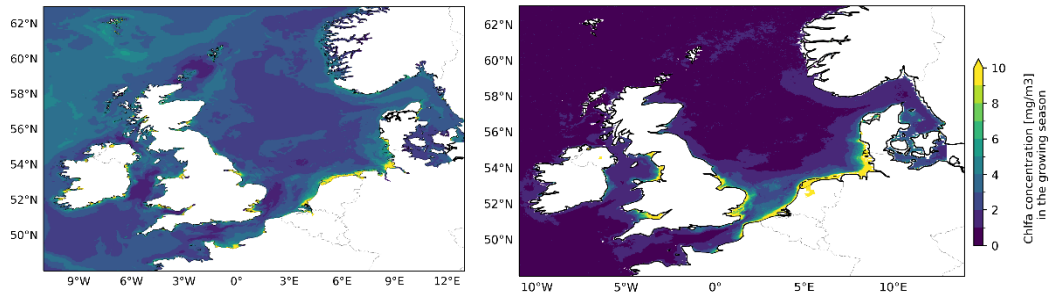 62°N
60°N
58°N
56°N
54°N
52°N
50°N
9°W 6°W 3°W 0° 3°E 6°E 9°E 12°E
62°N
60°N
58°N
56°N
54°N
52°N
50°N
10°W 5°W 0° 5°E 10°E
10
8
6
4
2
0
Chlfa concentration [mg/m3]
in the growing season